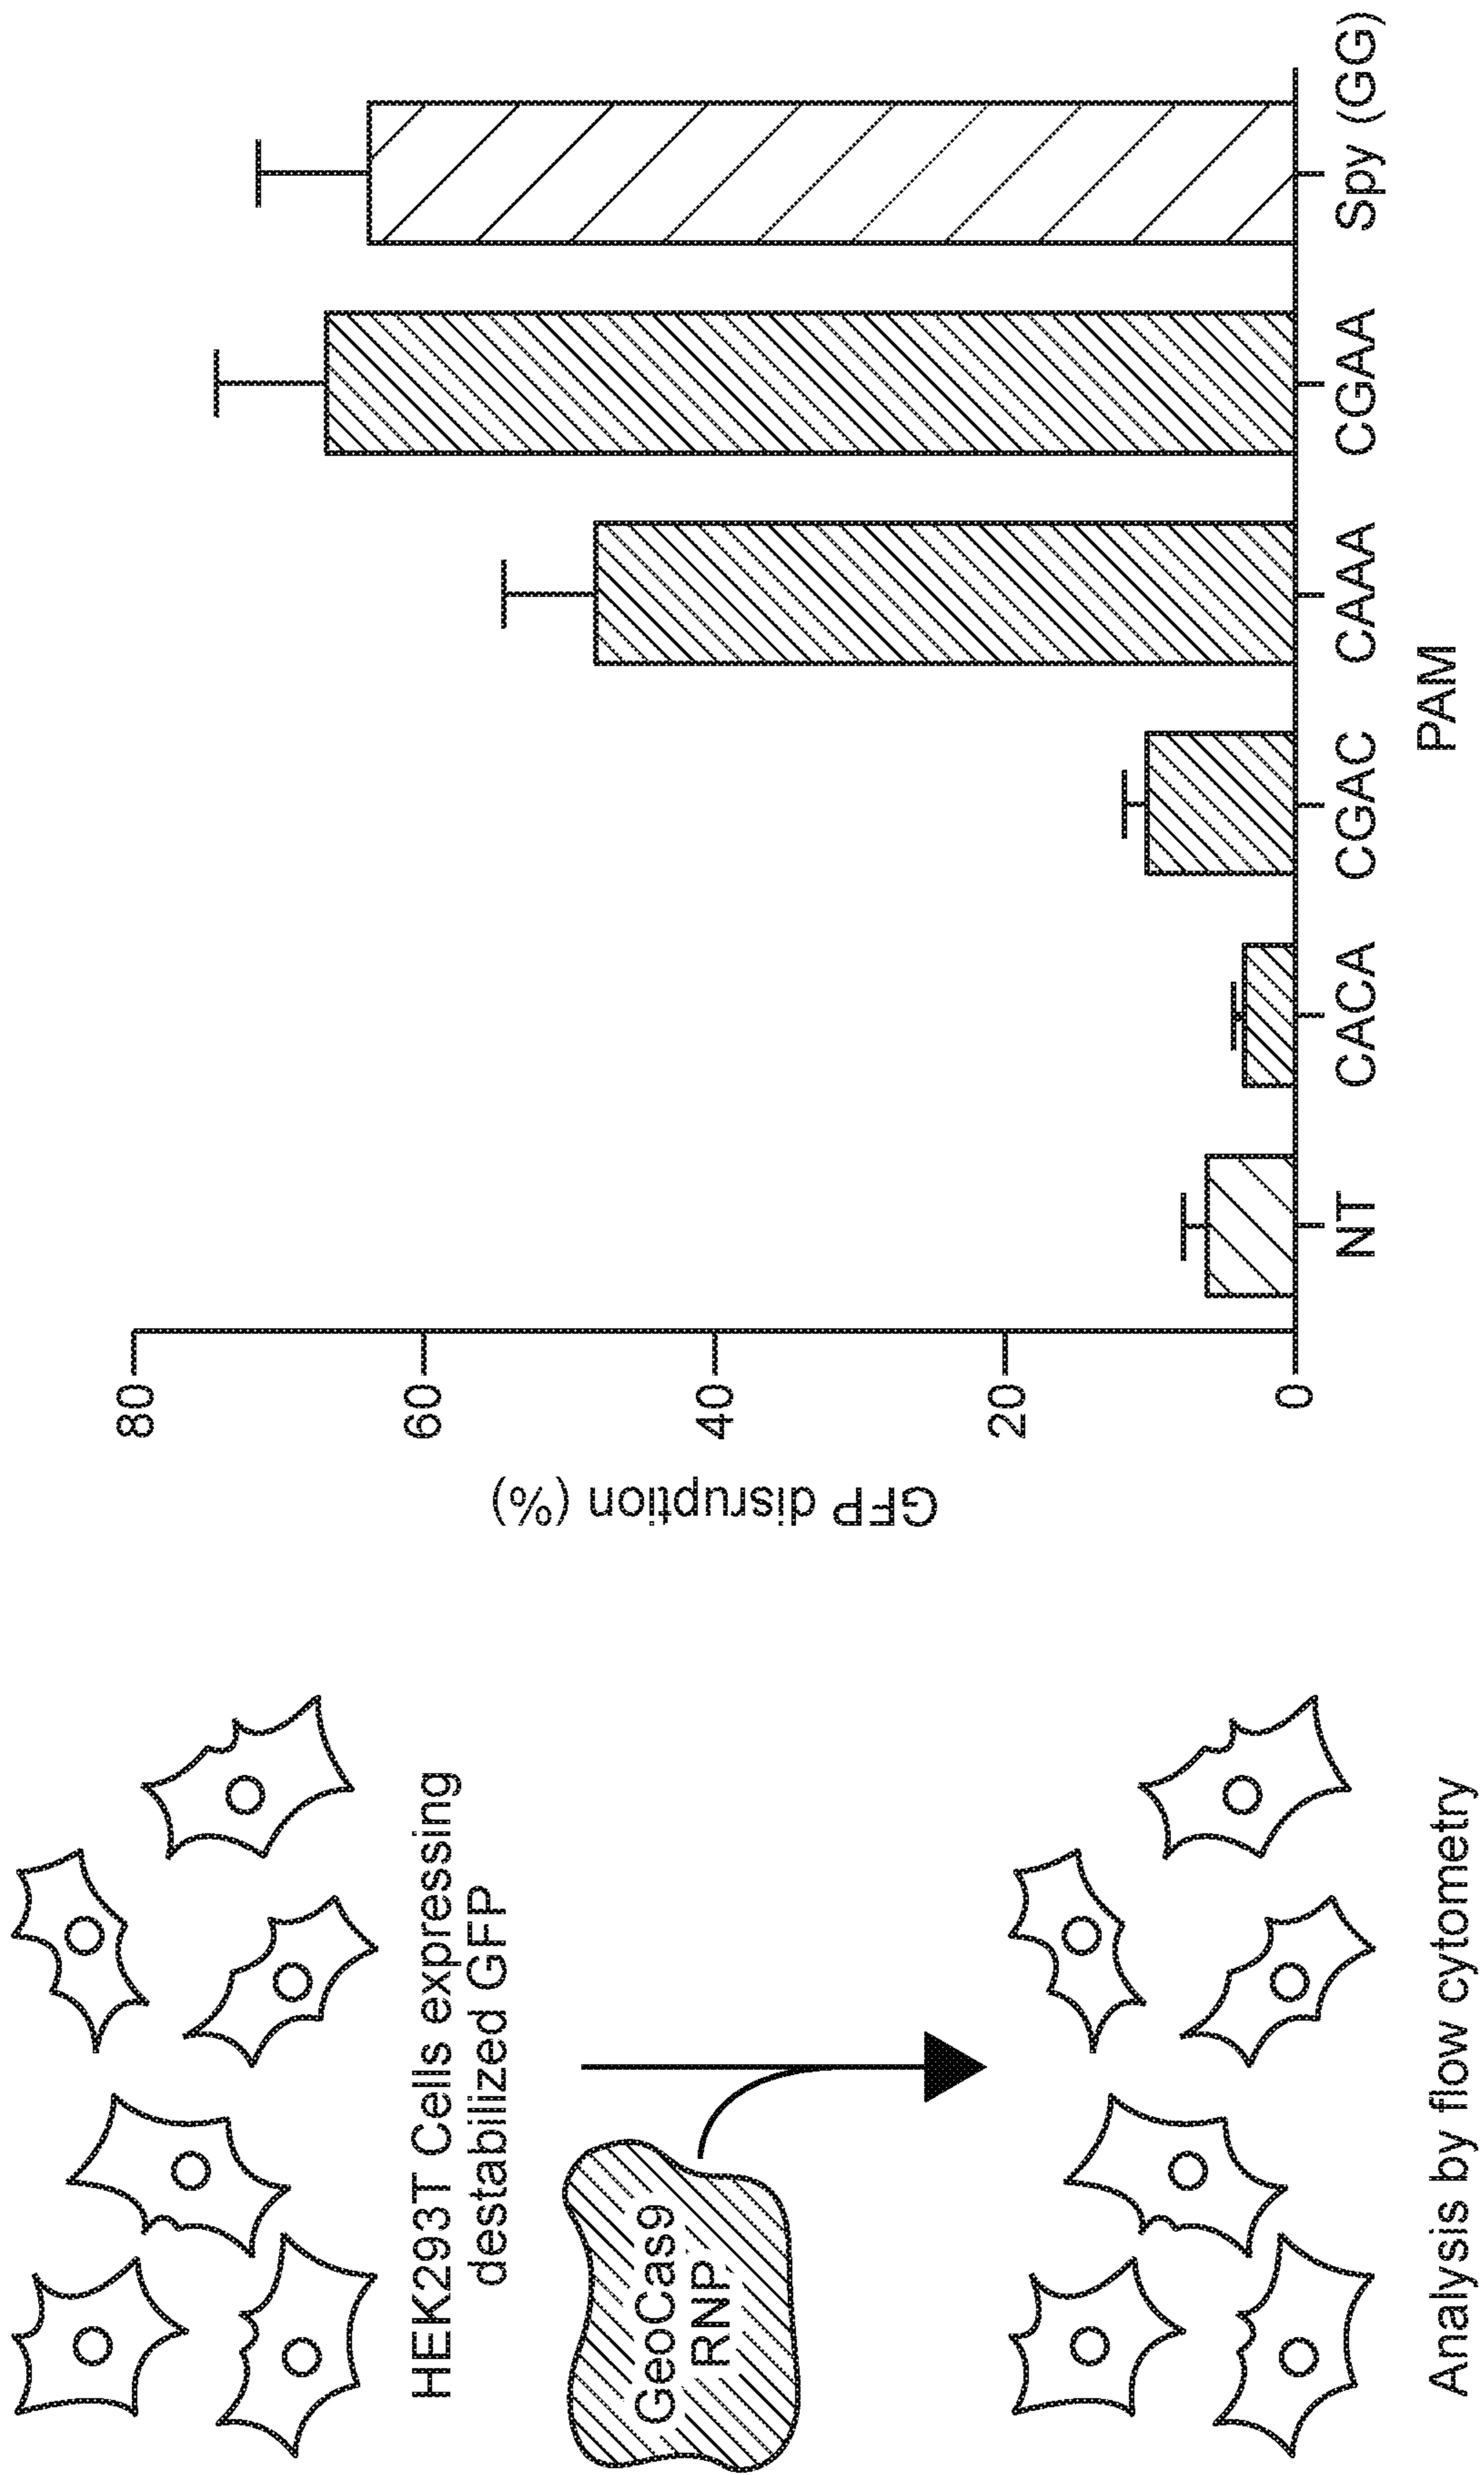 HEK293T Cells expressing
destabilized GFP
GeoCas9
RNP
Analysis by flow cytometry
GFP disruption (%)
80
60
40
20
0
NT
CACA
CGAC
CAAA
CGAA
Spy (GG)
PAM